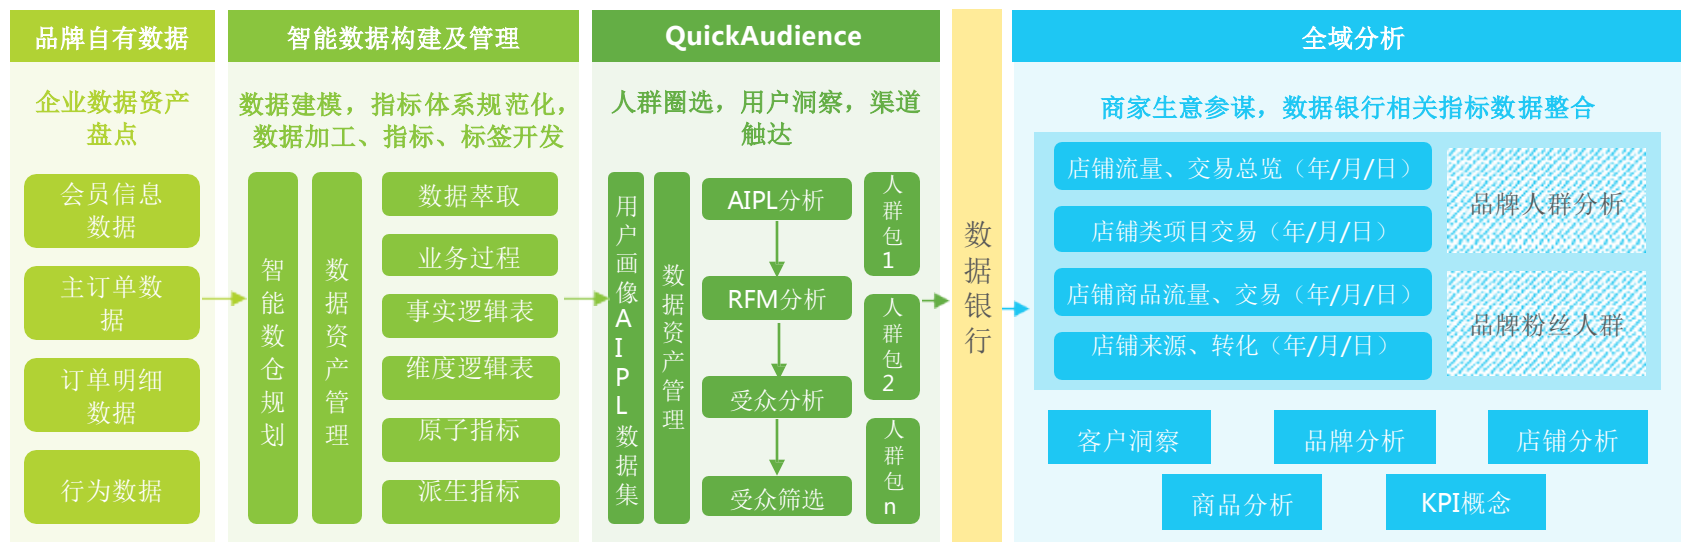 品牌自有数据
企业数据资产
盘点
会员信息
数据
主订单数
据
订单明细
数据
行为数据
智能数据构建及管理
数据建模，指标体系规范化，
数据加工、指标、标签开发
智能数仓规划
数据资产管理
数据萃取
业务过程
事实逻辑表
维度逻辑表
原子指标
派生指标
QuickAudience
人群圈选，用户洞察，渠道
触达
用户画像AIPL数据集
数据资产管理
AIPL分析
RFM分析
受众分析
受众筛选
人群包1
人群包2
人群包n
数据银行
全域分析
商家生意参谋，数据银行相关指标数据整合
店铺流量、交易总览（年/月/日）
店铺类项目交易（年/月/日）
店铺商品流量、交易（年/月/日）
店铺来源、转化（年/月/日）
品牌人群分析
品牌粉丝人群
客户洞察
品牌分析
店铺分析
商品分析
KPI概念